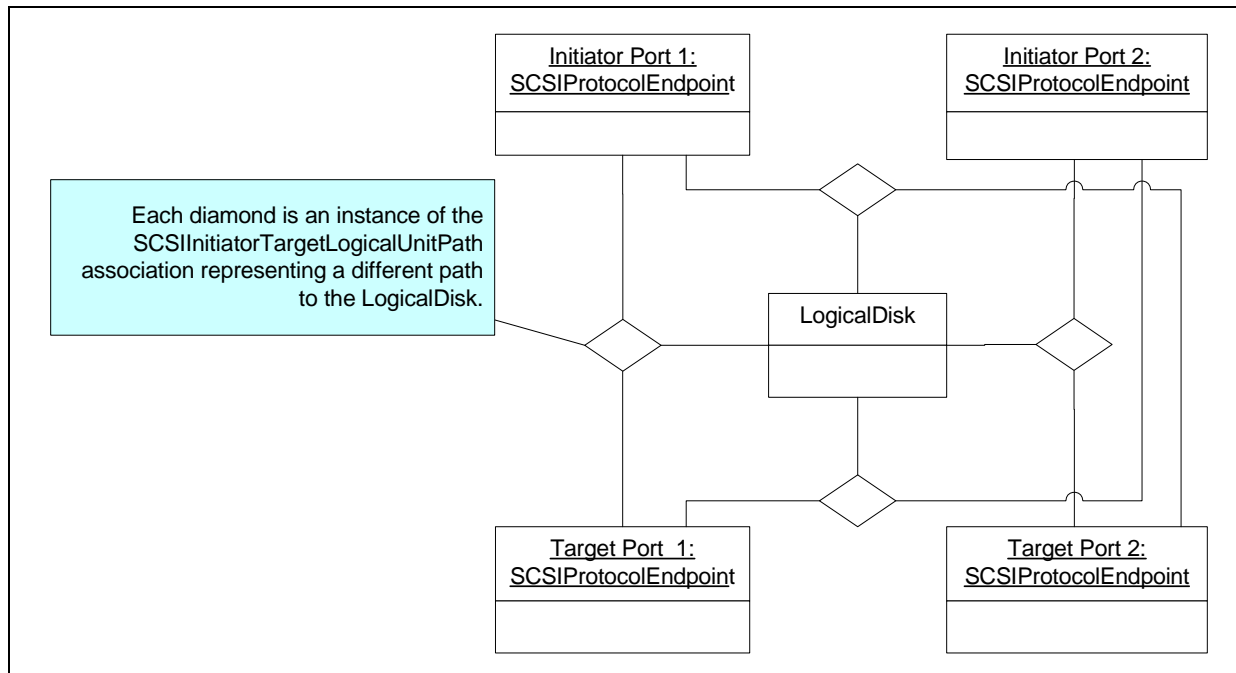 Initiator Port 1:
SCSIProtocolEndpoint
Initiator Port 2:
SCSIProtocolEndpoint
Each diamond is an instance of the
SCSIInitiatorTargetLogicalUnitPath
association representing a different path
to the LogicalDisk.
LogicalDisk
Target Port 1:
SCSIProtocolEndpoint
Target Port 2:
SCSIProtocolEndpoint